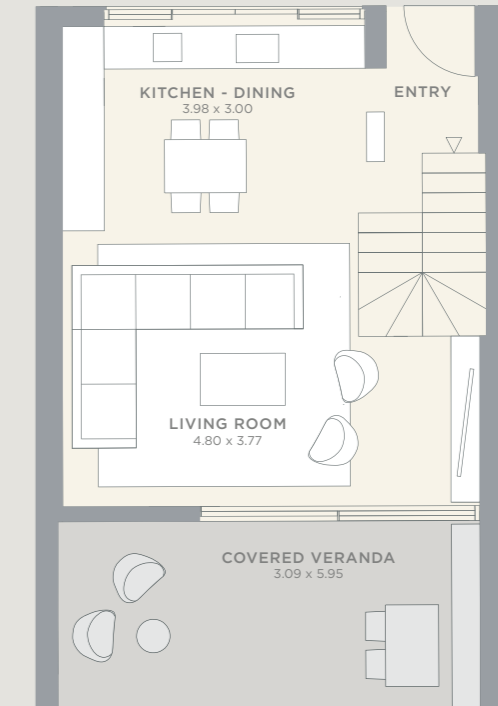 KITCHEN - DINING
3.98 x 3.00
ENTRY
LIVING ROOM
4.80 x 3.77
COVERED VERANDA
3.09 x 5.95